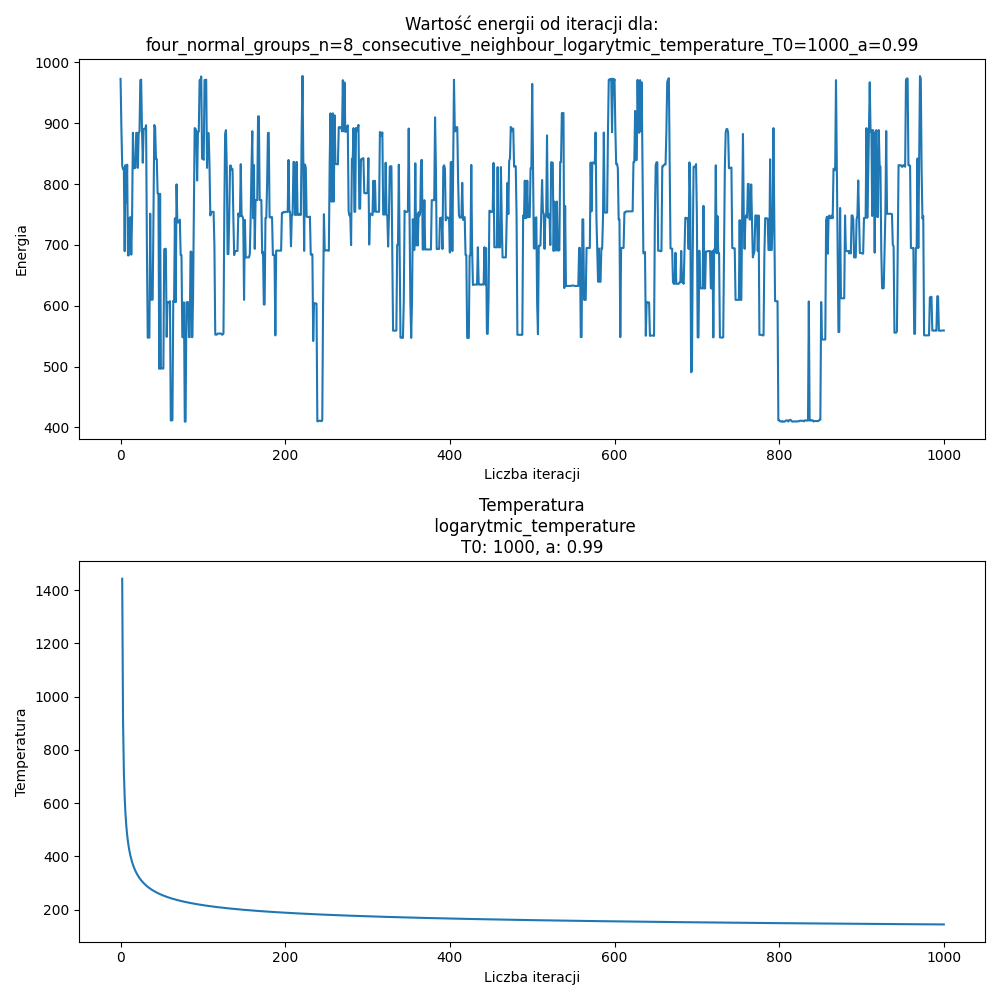 Wartość energii od iteracji dla:
four_normal_groups_n=8_consecutive_neighbour_logarytmic_temperature_T0=1000_a=0.99
1000
900
800
700
600
500
400
Energia
0 200 400 600 800 1000
Liczba iteracji
Temperatura
logarytmic_temperature
T0: 1000, a: 0.99
1400
1200
1000
800
600
400
200
Temperatura
0 200 400 600 800 1000
Liczba iteracji